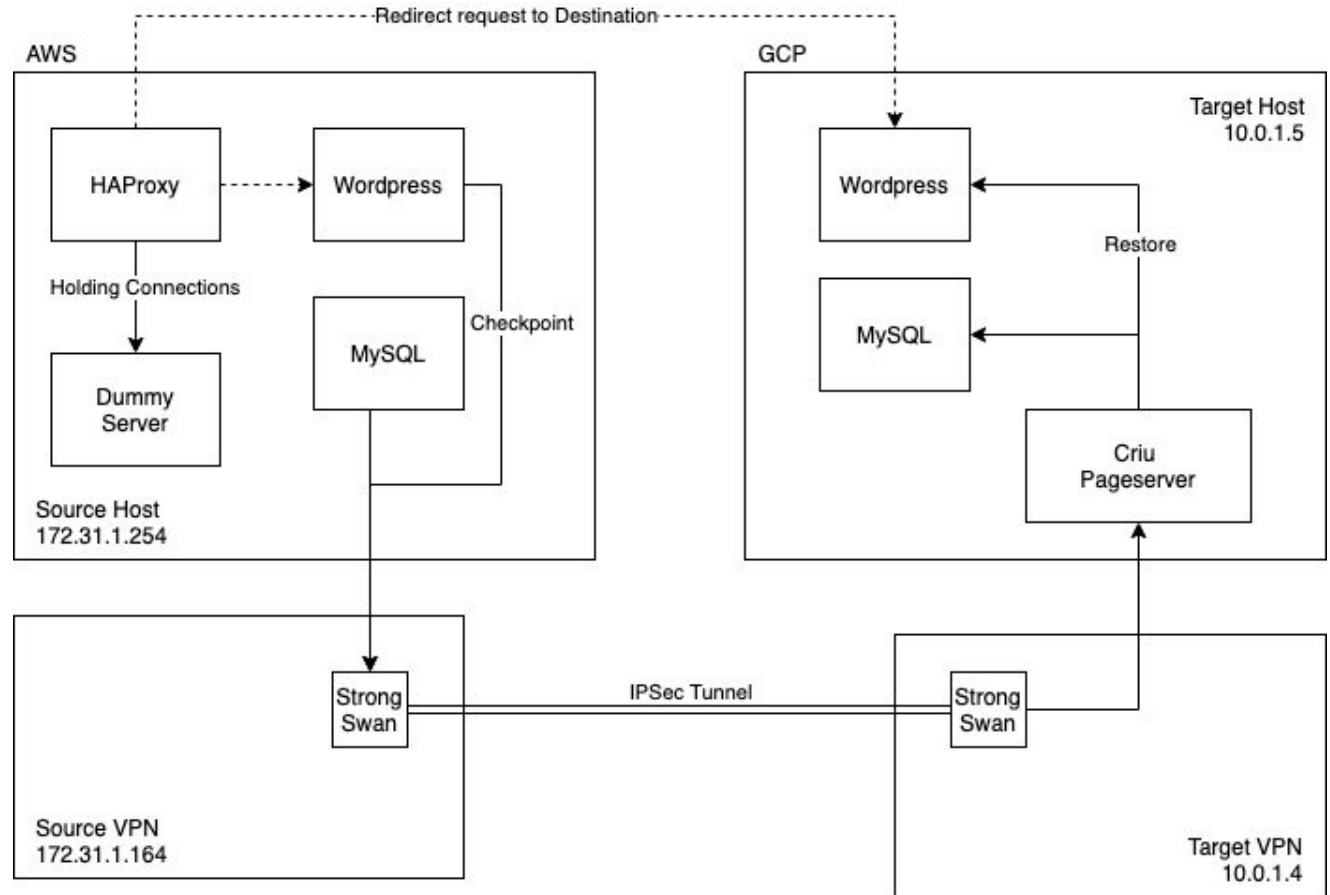 Redirect request to Destination
AWS
GCP
Target Host
10.0.1.5
HAProxy
Wordpress
Wordpress
Restore
Holding Connections
MySQL
Checkpoint
MySQL
Dummy
Server
Criu
Pageserver
Source Host
172.31.1.254
IPSec Tunnel
Strong
Swan
Strong
Swan
Source VPN
172.31.1.164
Target VPN
10.0.1.4